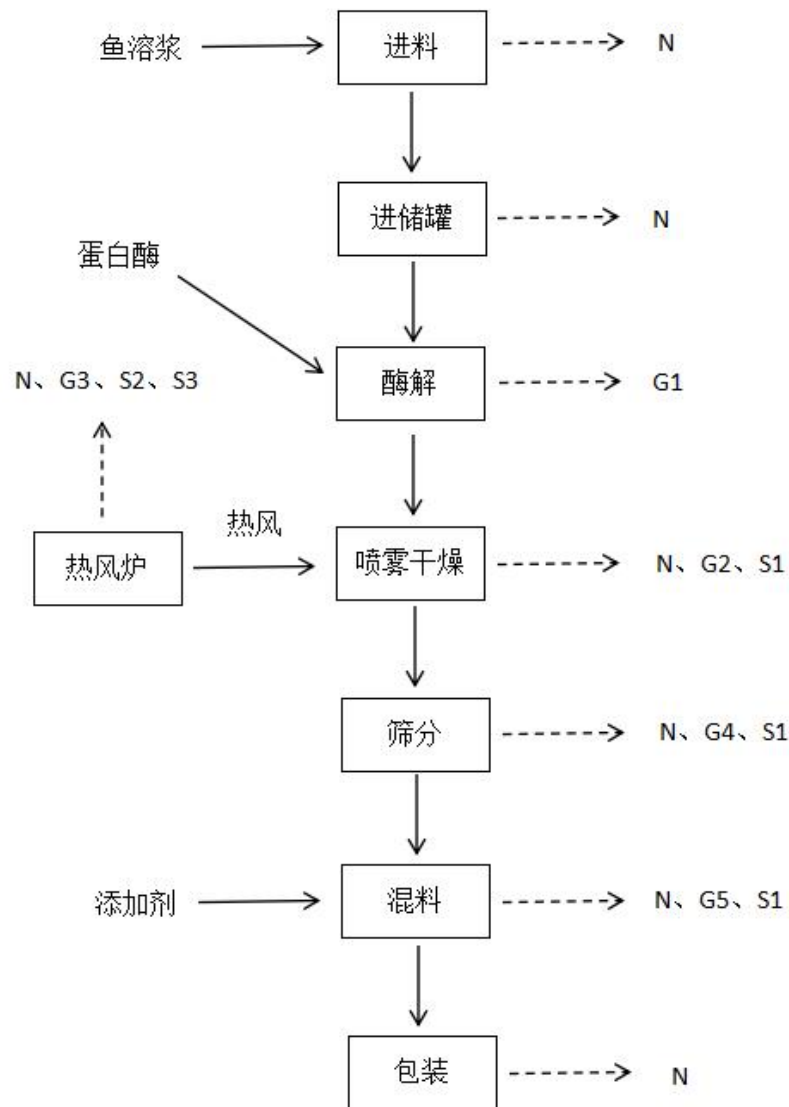 鱼溶浆
进料
N
进储罐
N
蛋白酶
酶解
G1
N、G3、S2、S3
热风炉
热风
喷雾干燥
N、G2、S1
筛分
N、G4、S1
添加剂
混料
N、G5、S1
包装
N